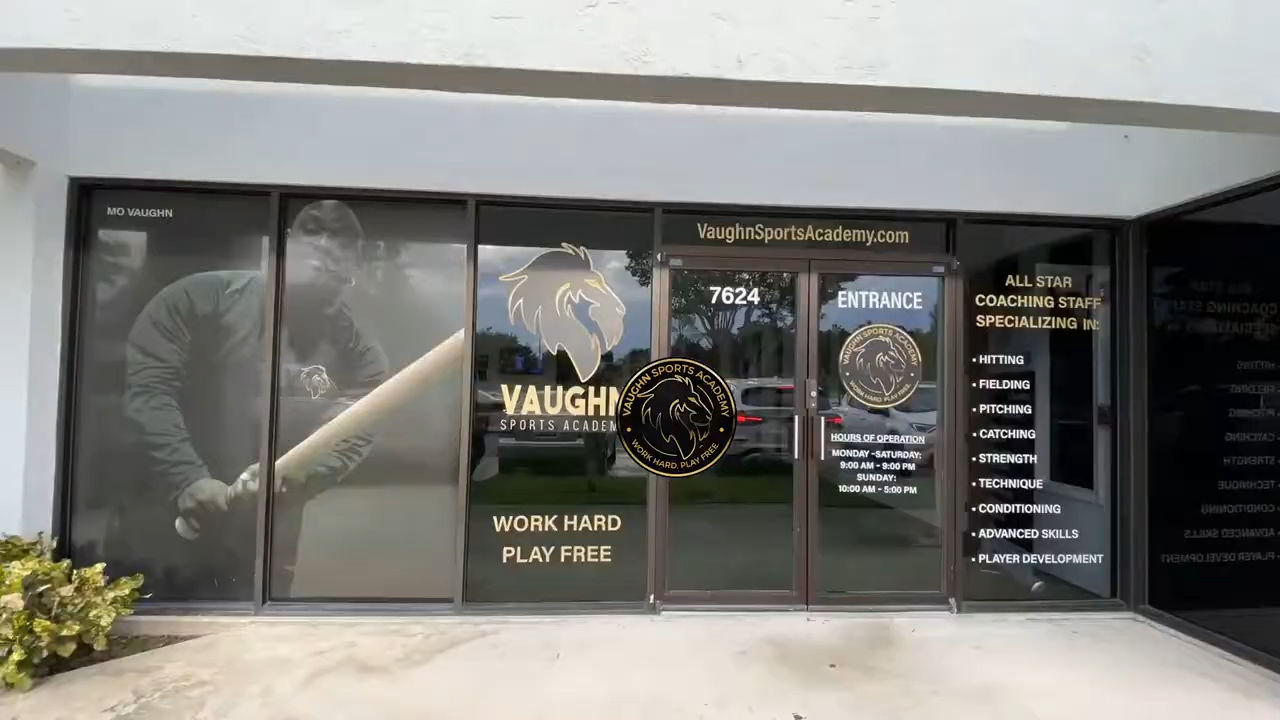 MO VAUGHN
VAUGHN
SPORTS ACADEM
WORK HARD
PLAY FREE
VAUGHN SPORTS ACADEMY
WORK HARD. PLAY FREE.
VaughnSportsAcademy.com
7624
ENTRANCE
VAUGHN SPORTS ACADEMY
WORK HARD. PLAY FREE.
HOURS OF OPERATION
MONDAY –SATURDAY:
9:00 AM – 9:00 PM
SUNDAY:
10:00 AM – 5:00 PM
ALL STAR
COACHING STAFF
SPECIALIZING IN:
• HITTING
• FIELDING
• PITCHING
• CATCHING
• STRENGTH
• TECHNIQUE
• CONDITIONING
• ADVANCED SKILLS
• PLAYER DEVELOPMENT